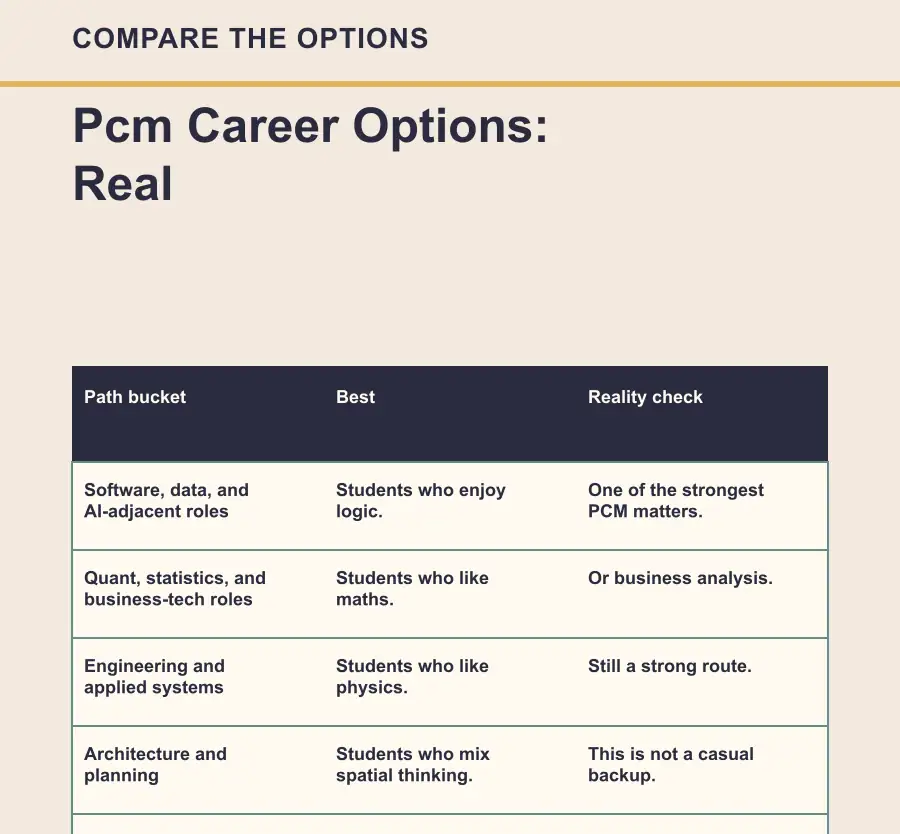 COMPARE THE OPTIONS
Pcm Career Options:
Real
Path bucket
Best
Reality check
Software, data, and
AI-adjacent roles
Students who enjoy
logic.
One of the strongest
PCM matters.
Quant, statistics, and
business-tech roles
Students who like
maths.
Or business analysis.
Engineering and
applied systems
Students who like
physics.
Still a strong route.
Architecture and
planning
Students who mix
spatial thinking.
This is not a casual
backup.